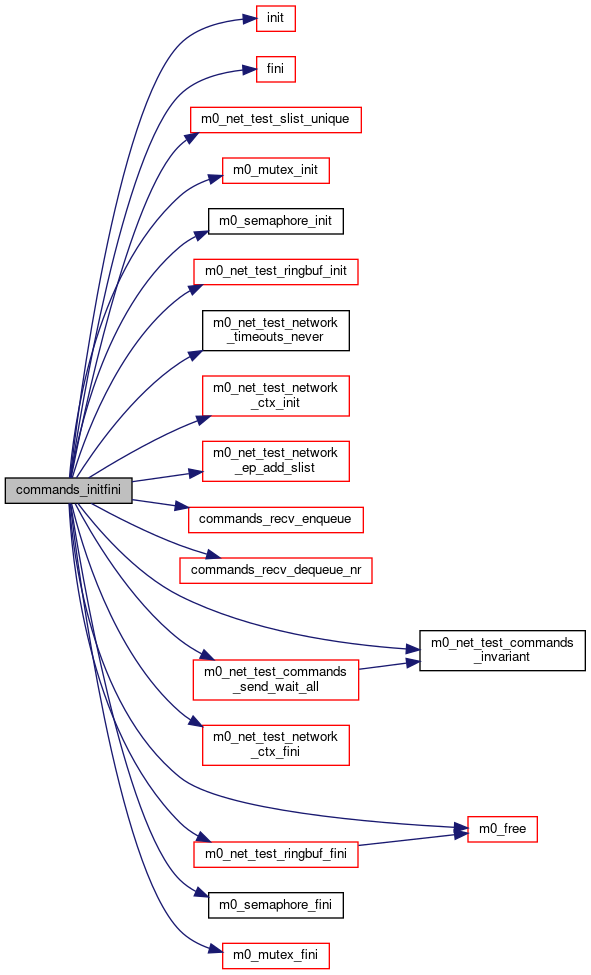 init
fini
m0_net_test_slist_unique
m0_mutex_init
m0_semaphore_init
m0_net_test_ringbuf_init
m0_net_test_network
_timeouts_never
m0_net_test_network
_ctx_init
m0_net_test_network
_ep_add_slist
commands_initfini
commands_recv_enqueue
commands_recv_dequeue_nr
m0_net_test_commands
_invariant
m0_net_test_commands
_send_wait_all
m0_net_test_network
_ctx_fini
m0_free
m0_net_test_ringbuf_fini
m0_semaphore_fini
m0_mutex_fini